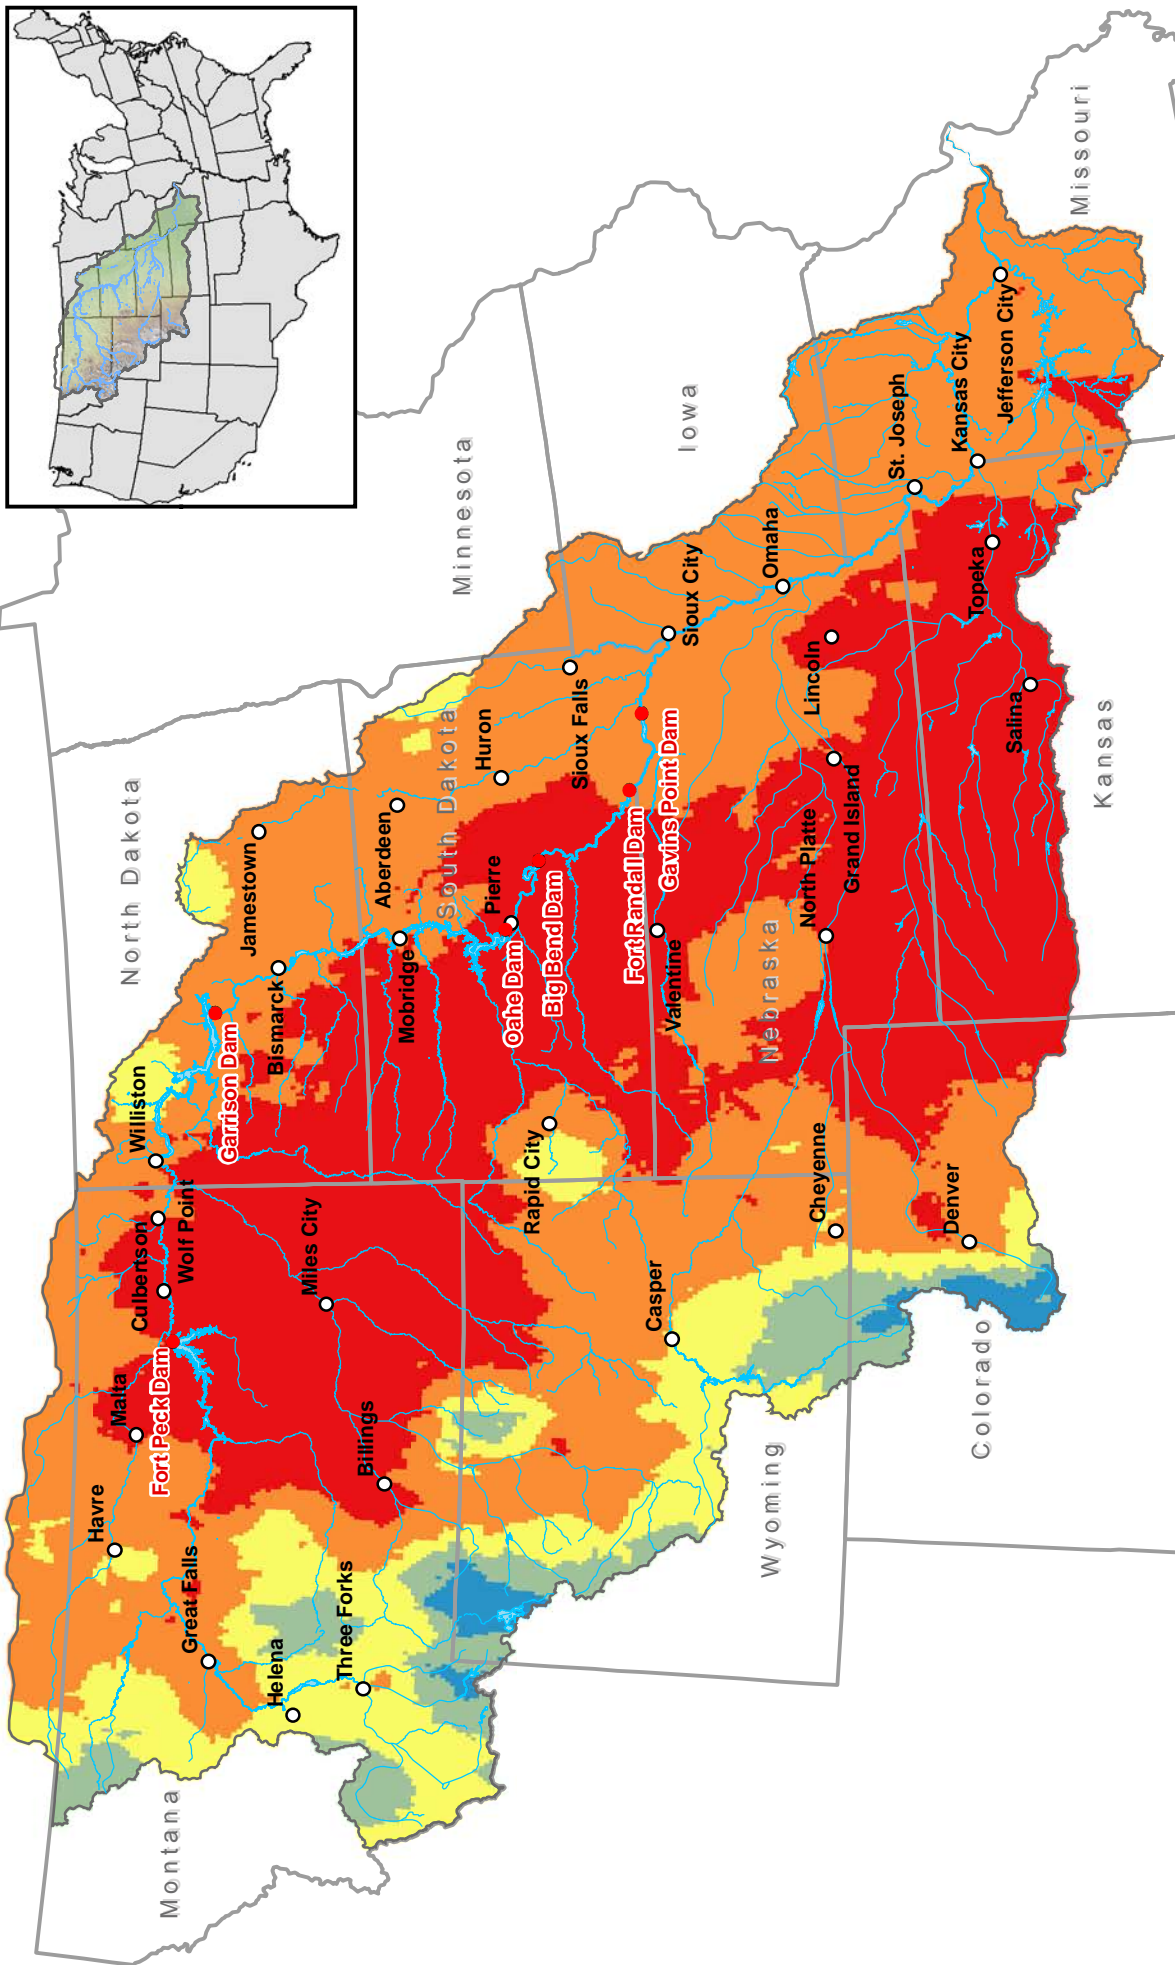 Montana
North Dakota
Minnesota
South Dakota
Iowa
Wyoming
Nebraska
Colorado
Kansas
Missouri
Havre
Malta
Culbertson
Wolf Point
Williston
Fort Peck Dam
Great Falls
Helena
Three Forks
Billings
Miles City
Garrison Dam
Bismarck
Jamestown
Mobridge
Aberdeen
Huron
Pierre
Oahe Dam
Big Bend Dam
Rapid City
Sioux Falls
Fort Randall Dam
Gavins Point Dam
Sioux City
Valentine
Casper
Omaha
Lincoln
North Platte
Grand Island
Cheyenne
Denver
St. Joseph
Kansas City
Topeka
Salina
Jefferson City